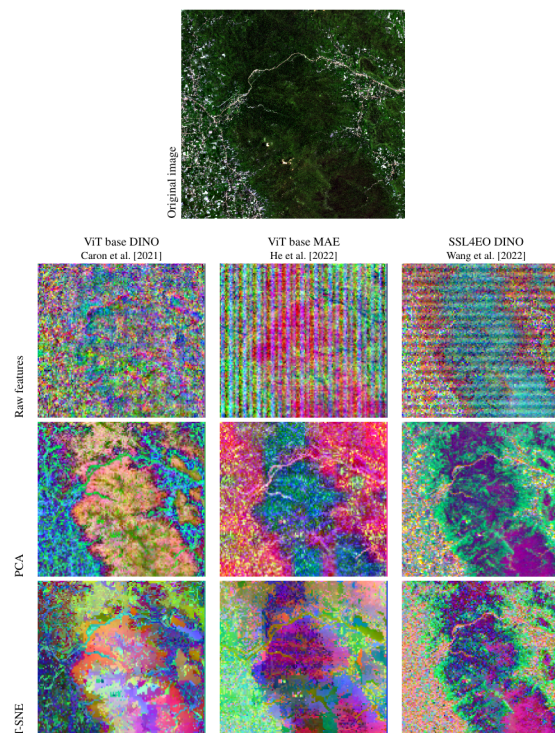 Original image
ViT base DINO
Caron et al. [2021]
ViT base MAE
He et al. [2022]
SSL4EO DINO
Wang et al. [2022]
Raw features
PCA
T-SNE